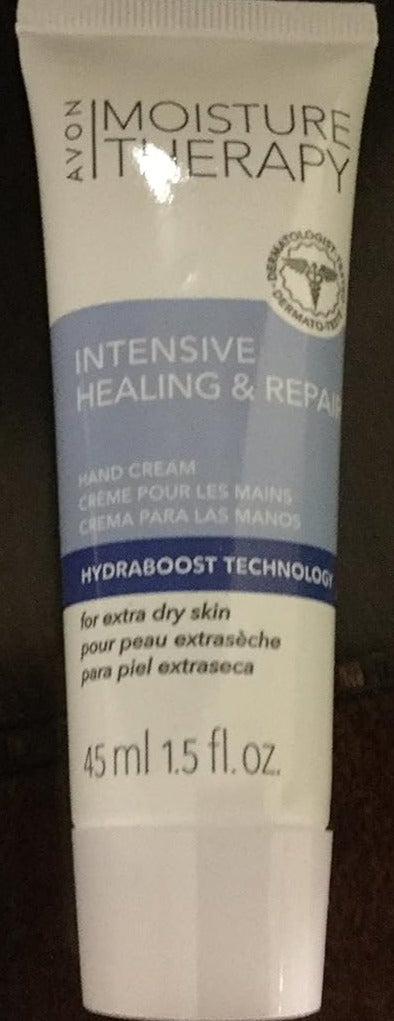 AVON
MOISTURE
THERAPY
DERMATOLOGIST
INTENSIVE
HEALING & REPAIR
HAND CREAM
CRÈME POUR LES MAINS
CREMA PARA LAS MANOS
HYDRABOOST TECHNOLOGY
for extra dry skin
pour peau extrasèche
para piel extraseca
45 ml 1.5 fl. oz.